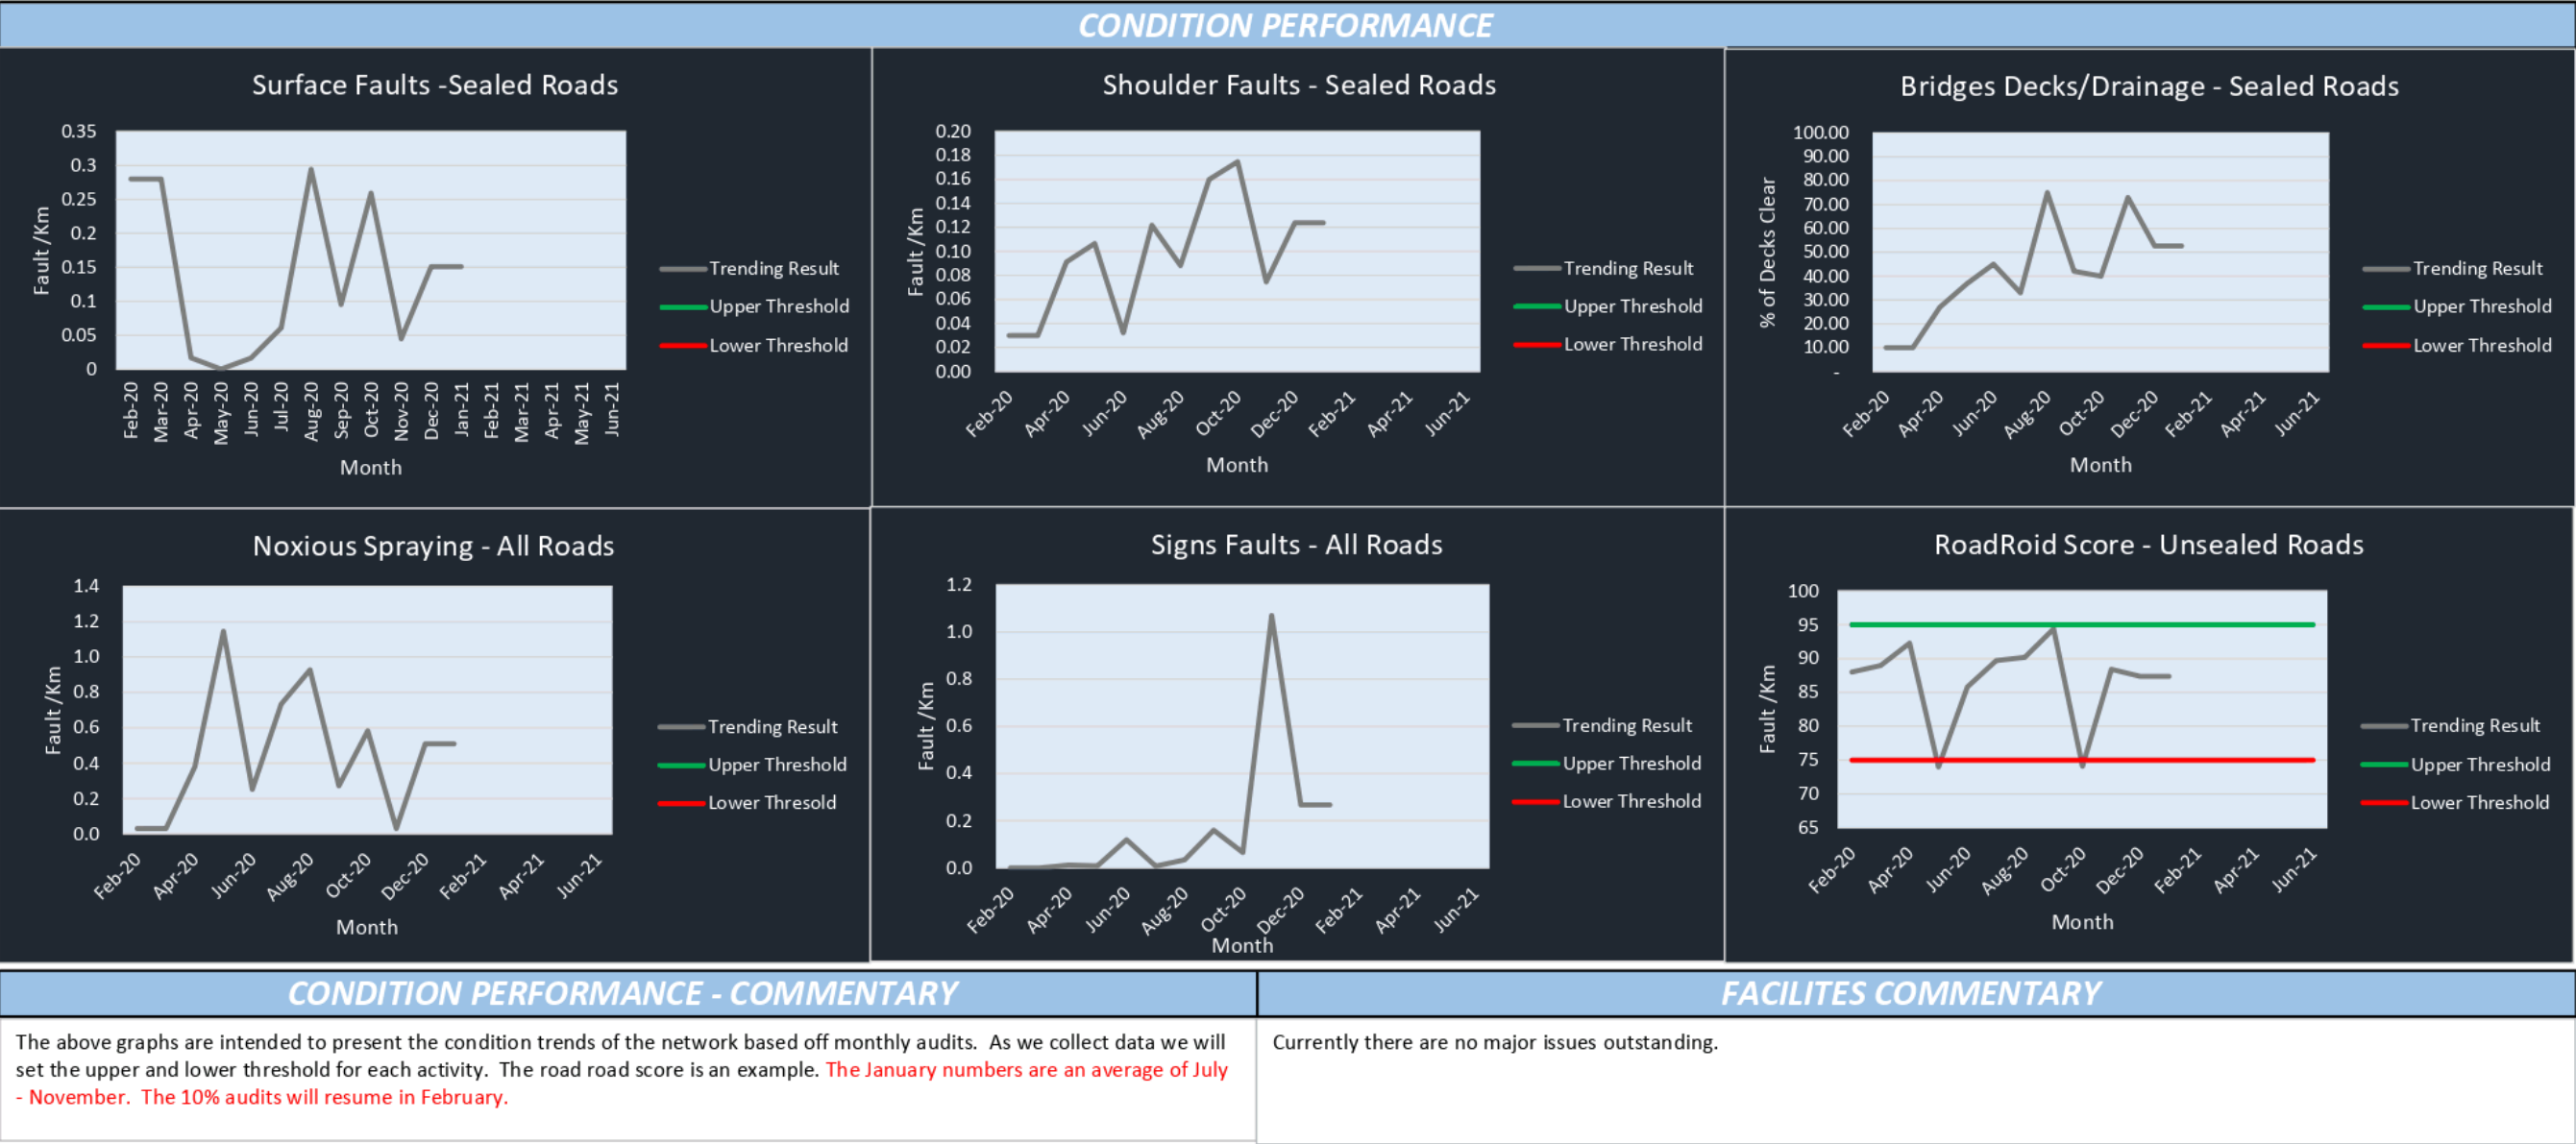 CONDITION PERFORMANCE
Surface Faults -Sealed Roads
0.35
0.3
0.25
0.2
0.15
0.1
0.05
0
Fault /Km
Feb-20
Mar-20
Apr-20
May-20
Jun-20
Jul-20
Aug-20
Sep-20
Oct-20
Nov-20
Dec-20
Jan-21
Feb-21
Mar-21
Apr-21
May-21
Jun-21
Month
Trending Result
Upper Threshold
Lower Threshold
Shoulder Faults - Sealed Roads
0.20
0.18
0.16
0.14
0.12
0.10
0.08
0.06
0.04
0.02
0.00
Fault /Km
Feb-20
Apr-20
Jun-20
Aug-20
Oct-20
Dec-20
Feb-21
Apr-21
Jun-21
Month
Trending Result
Upper Threshold
Lower Threshold
Bridges Decks/Drainage - Sealed Roads
100.00
90.00
80.00
70.00
60.00
50.00
40.00
30.00
20.00
10.00
-
% of Decks Clear
Feb-20
Apr-20
Jun-20
Aug-20
Oct-20
Dec-20
Feb-21
Apr-21
Jun-21
Month
Trending Result
Upper Threshold
Lower Threshold
Noxious Spraying - All Roads
1.4
1.2
1.0
0.8
0.6
0.4
0.2
0.0
Fault /Km
Feb-20
Apr-20
Jun-20
Aug-20
Oct-20
Dec-20
Feb-21
Apr-21
Jun-21
Month
Trending Result
Upper Threshold
Lower Thresold
Signs Faults - All Roads
1.2
1.0
0.8
0.6
0.4
0.2
0.0
Fault /Km
Feb-20
Apr-20
Jun-20
Aug-20
Oct-20
Dec-20
Feb-21
Apr-21
Jun-21
Month
Trending Result
Upper Threshold
Lower Threshold
RoadRoid Score - Unsealed Roads
100
95
90
85
80
75
70
65
Fault /Km
Feb-20
Apr-20
Jun-20
Aug-20
Oct-20
Dec-20
Feb-21
Apr-21
Jun-21
Month
Trending Result
Upper Threshold
Lower Threshold
CONDITION PERFORMANCE - COMMENTARY
The above graphs are intended to present the condition trends of the network based off monthly audits. As we collect data we will
set the upper and lower threshold for each activity. The road road score is an example. The January numbers are an average of July
- November. The 10% audits will resume in February.
FACILITES COMMENTARY
Currently there are no major issues outstanding.